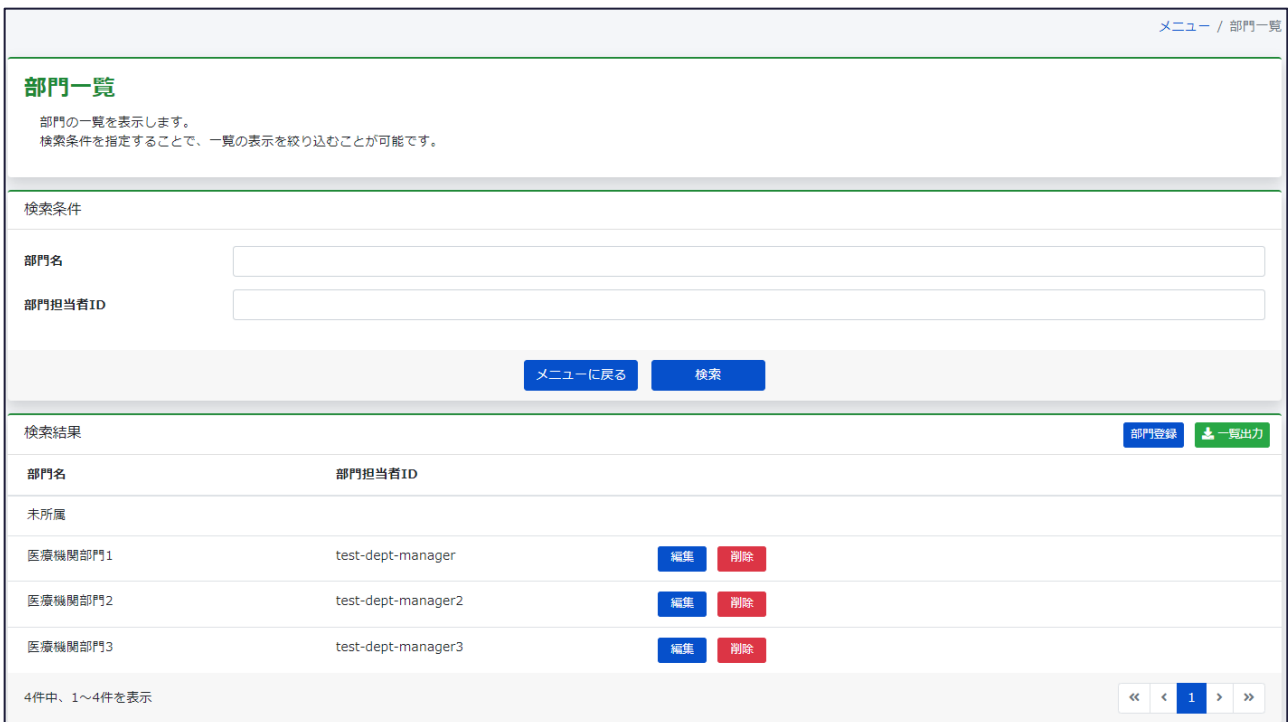 メニュー / 部門一覧
部門一覧
部門の一覧を表示します。
検索条件を指定することで、一覧の表示を絞り込むことが可能です。
検索条件
部門名
部門担当者ID
メニューに戻る 検索
検索結果 部門登録 一覧出力
部門名 部門担当者ID
未所属
医療機関部門1 test-dept-manager 編集 削除
医療機関部門2 test-dept-manager2 編集 削除
医療機関部門3 test-dept-manager3 編集 削除
4件中、1～4件を表示 « ‹ 1 › »